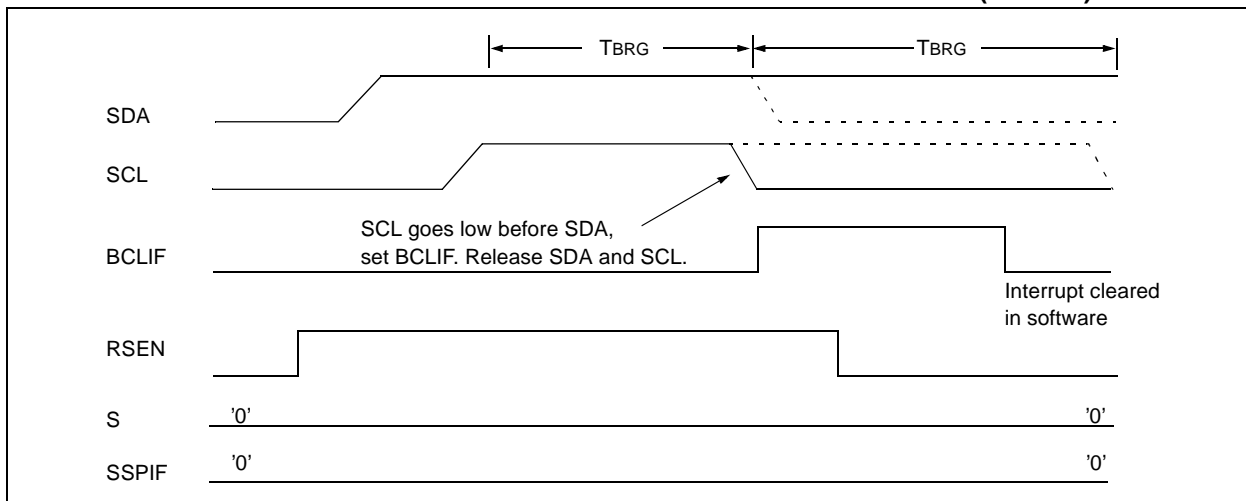 TBRG TBRG
SDA
SCL
SCL goes low before SDA,
set BCLIF. Release SDA and SCL.
BCLIF
Interrupt cleared
in software
RSEN
S '0' '0'
SSPIF '0' '0'